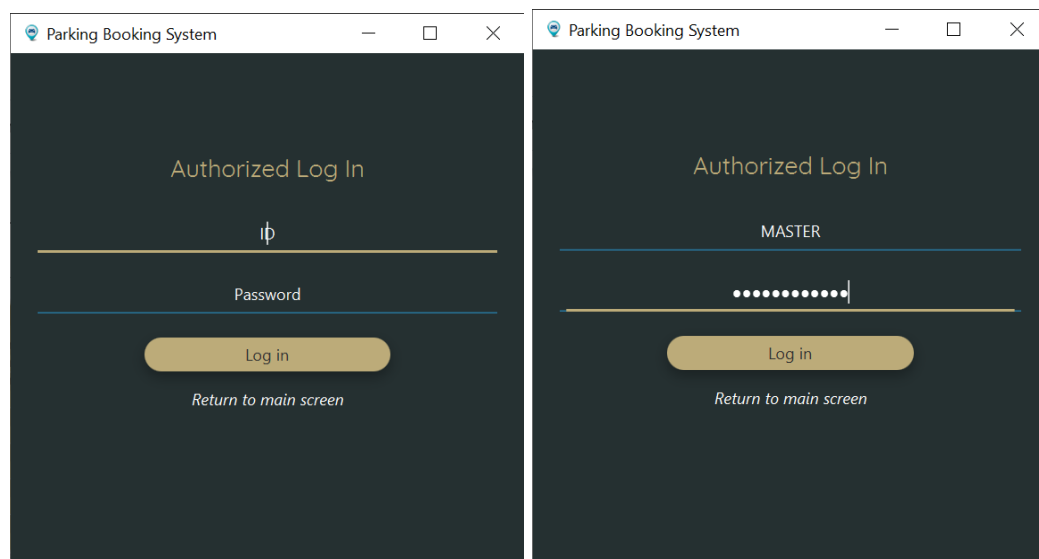 Parking Booking System
Authorized Log In
ID
Password
Log in
Return to main screen
Parking Booking System
Authorized Log In
MASTER
••••••••••••
Log in
Return to main screen